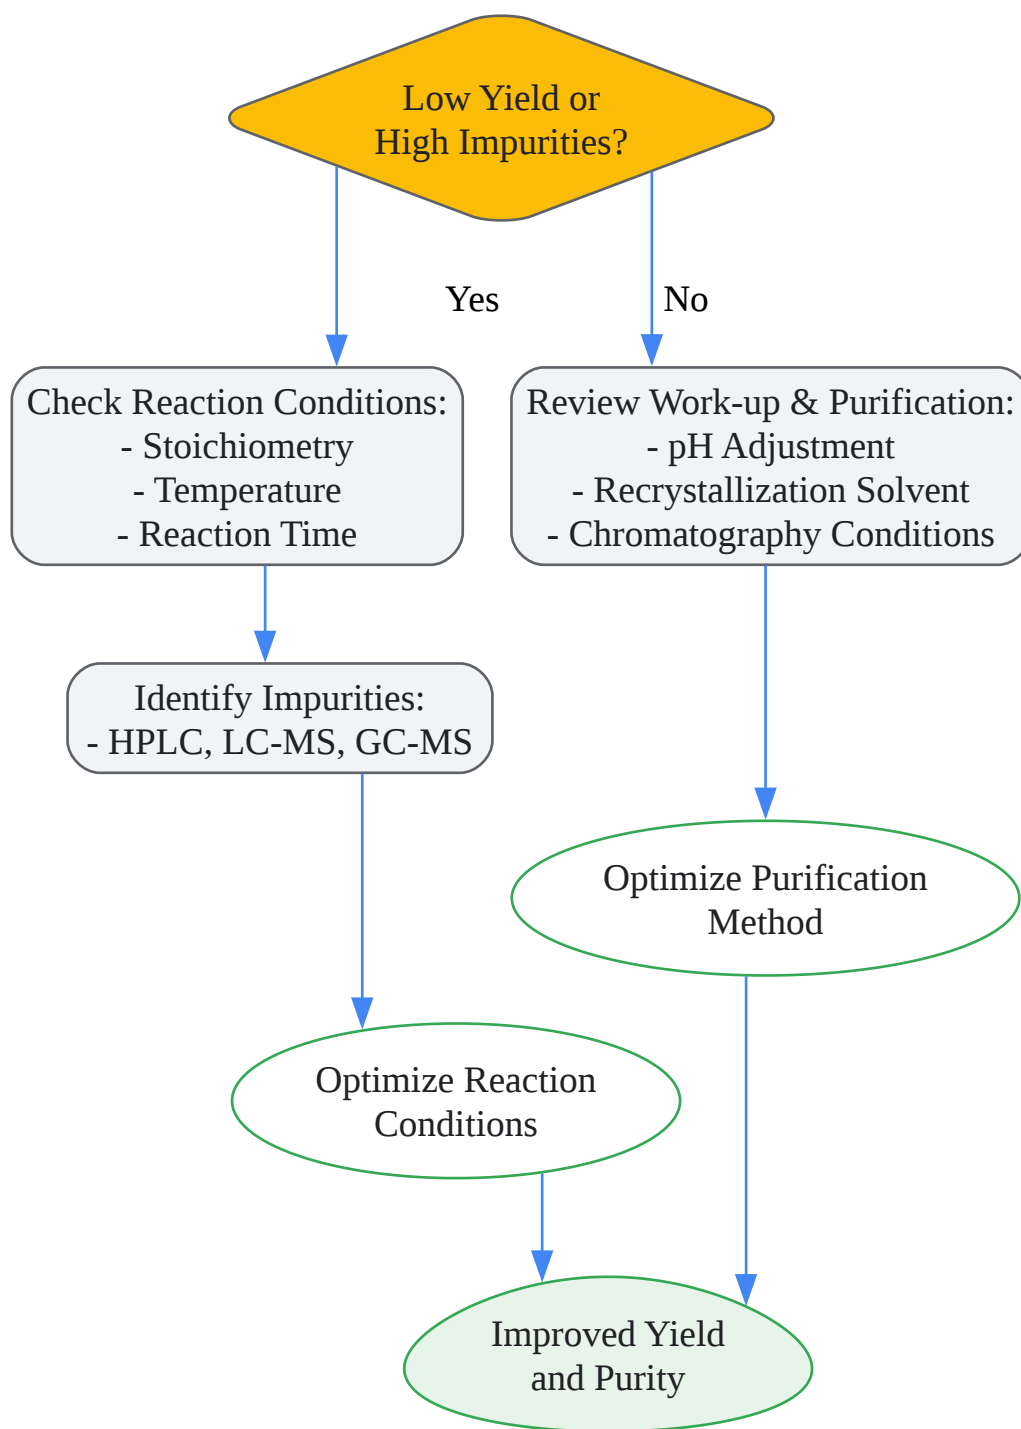 Low Yield or
High Impurities?
Yes
No
Check Reaction Conditions:
- Stoichiometry
- Temperature
- Reaction Time
Review Work-up & Purification:
- pH Adjustment
- Recrystallization Solvent
- Chromatography Conditions
Identify Impurities:
- HPLC, LC-MS, GC-MS
Optimize Purification
Method
Optimize Reaction
Conditions
Improved Yield
and Purity